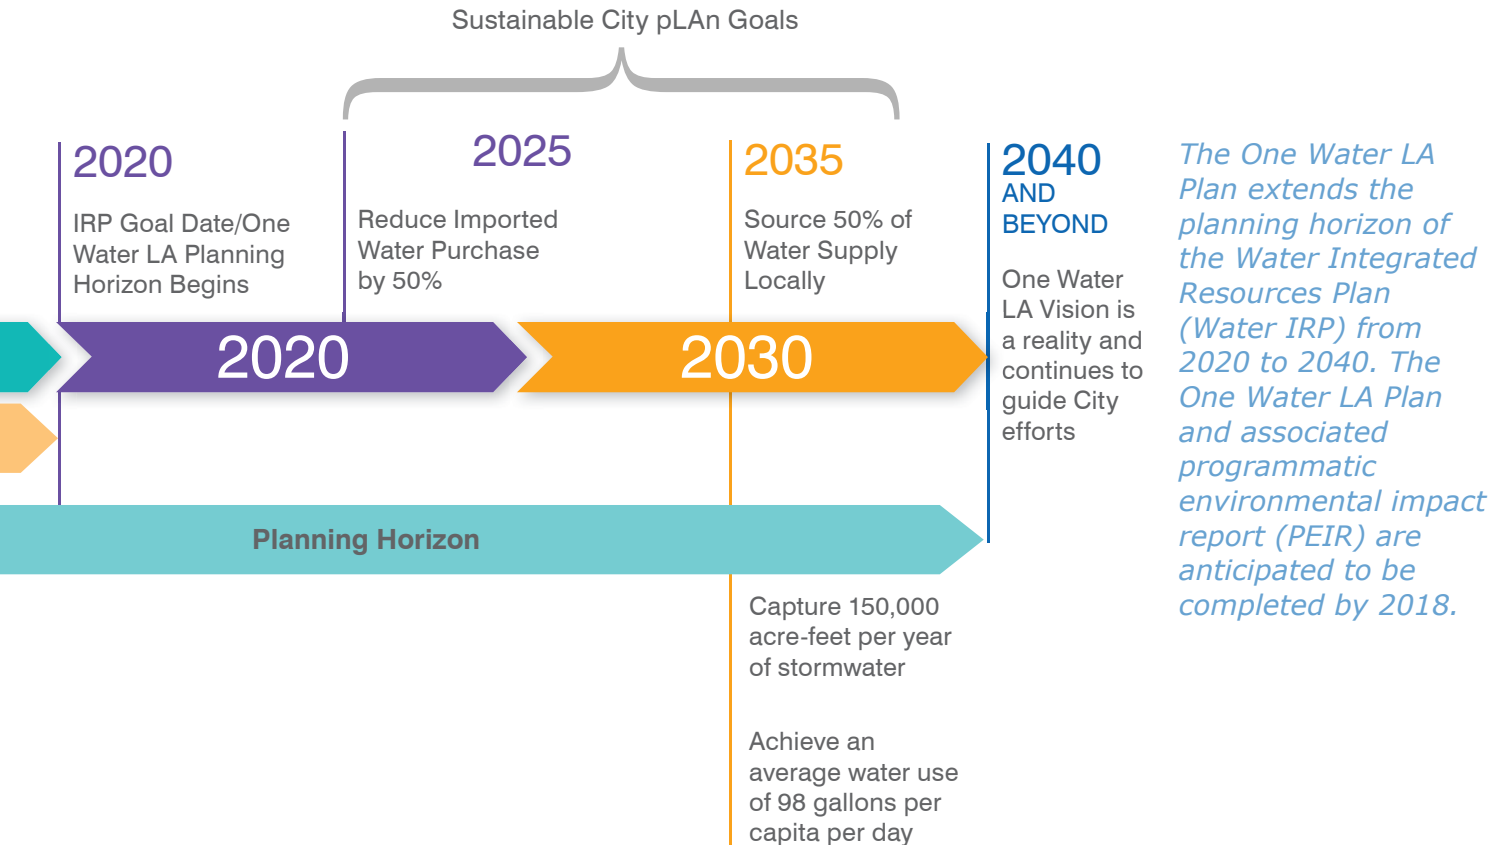 Sustainable City pLAn Goals
2020
IRP Goal Date/One
Water LA Planning
Horizon Begins
2025
Reduce Imported
Water Purchase
by 50%
2035
Source 50% of
Water Supply
Locally
2040
AND
BEYOND
One Water
LA Vision is
a reality and
continues to
guide City
efforts
2020
2030
Planning Horizon
Capture 150,000
acre-feet per year
of stormwater
Achieve an
average water use
of 98 gallons per
capita per day
The One Water LA
Plan extends the
planning horizon of
the Water Integrated
Resources Plan
(Water IRP) from
2020 to 2040. The
One Water LA Plan
and associated
programmatic
environmental impact
report (PEIR) are
anticipated to be
completed by 2018.